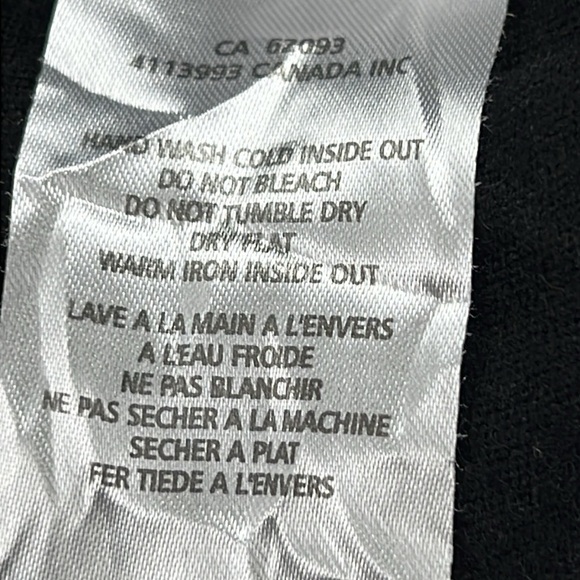 CA 67093
4113993 CANADA INC
HAND WASH COLD INSIDE OUT
DO NOT BLEACH
DO NOT TUMBLE DRY
DRY FLAT
WARM IRON INSIDE OUT
LAVE A LA MAIN A L'ENVERS
A L'EAU FROIDE
NE PAS BLANCHIR
NE PAS SECHER A LA MACHINE
SECHER A PLAT
FER TIEDE A L'ENVERS